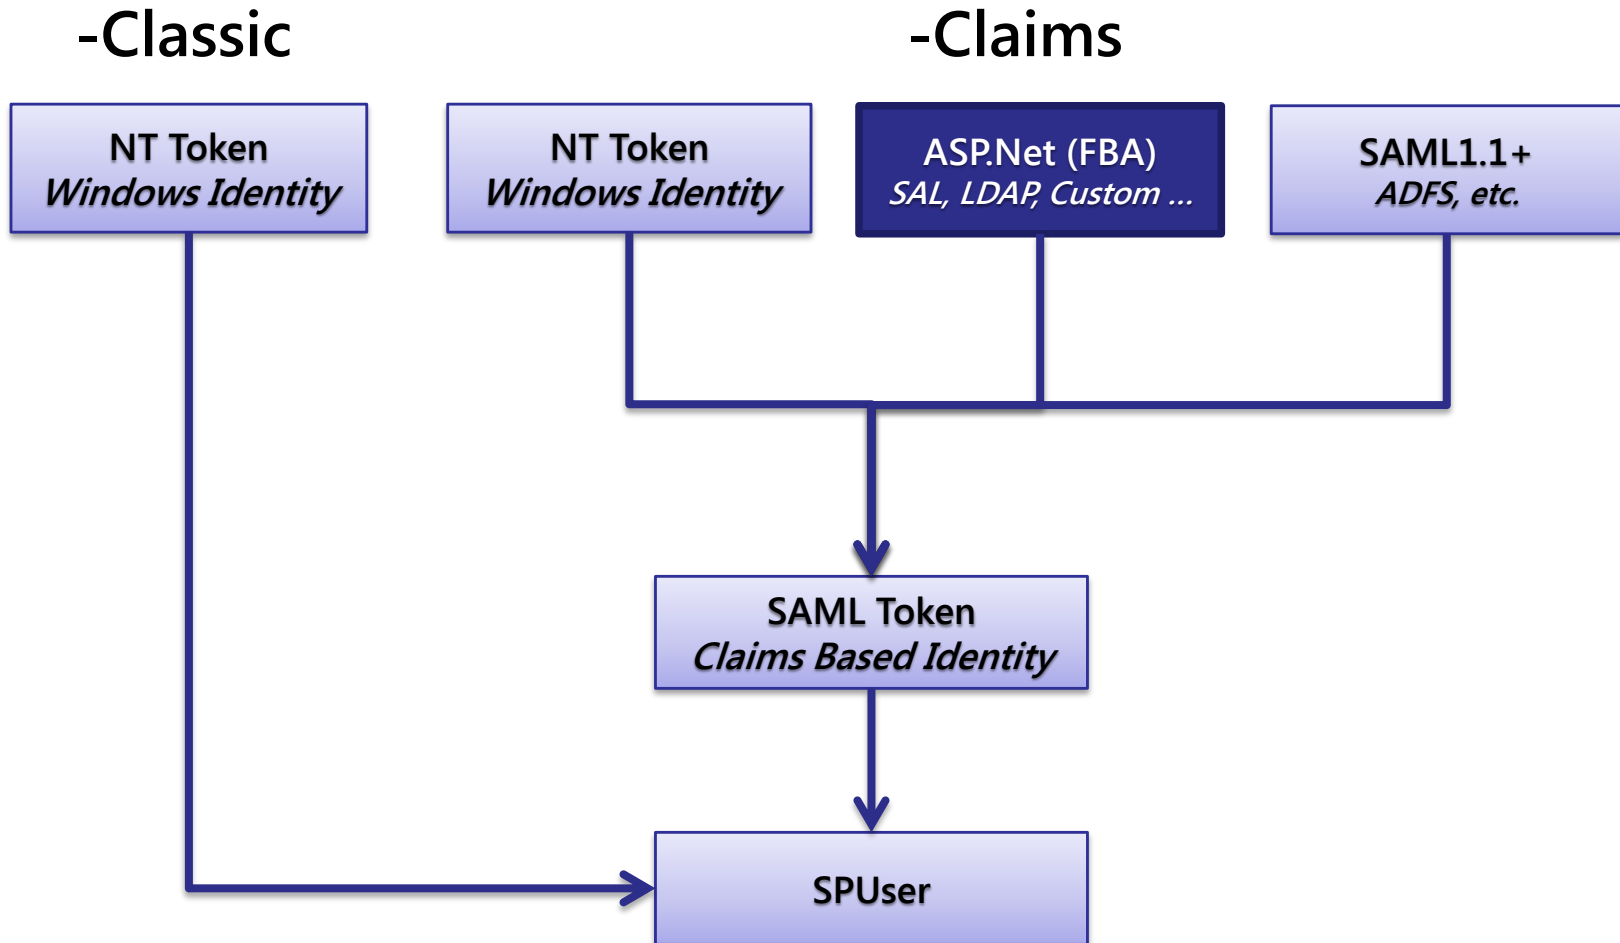 -Classic
-Claims
NT Token
Windows Identity
NT Token
Windows Identity
ASP.Net (FBA)
SAL, LDAP, Custom ...
SAML1.1+
ADFS, etc.
SAML Token
Claims Based Identity
SPUser